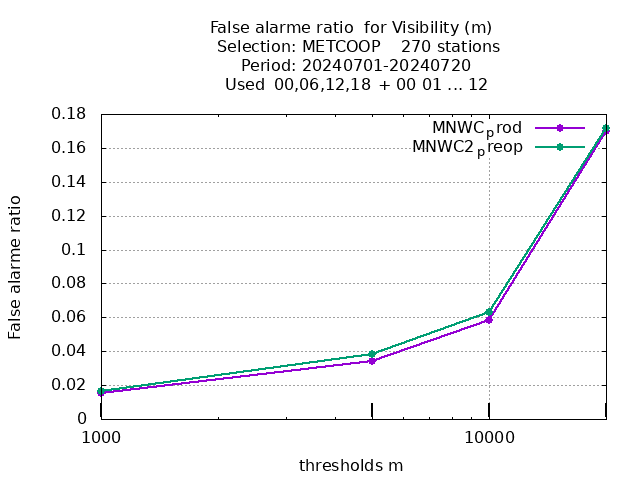 False alarme ratio for Visibility (m)
Selection: METCOOP 270 stations
Period: 20240701-20240720
Used 00,06,12,18 + 00 01 ... 12
MNWCprod
MNWC2preop
0.18
0.16
0.14
0.12
0.1
0.08
0.06
0.04
0.02
0
False alarme ratio
1000
10000
thresholds m